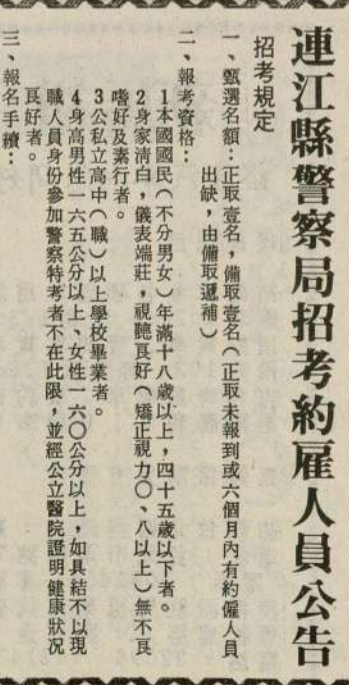 連江縣警察局招考約雇人員公告
招考規定
一、甄選名額：正取壹名，備取壹名（正取未報到或六個月內有約僱人員
出缺，由備取遞補）
二、報考資格：
1本國國民（不分男女）年滿十八歲以上，四十五歲以下者。
2身家清白，儀表端莊，視聽良好（矯正視力〇、八以上）無不良
嗜好及素行者。
3公私立高中（職）以上學校畢業者。
4身高男性一六五公分以上、女性一六〇公分以上，如具結不以現
職人員身份參加警察特考者不在此限，並經公立醫院證明健康狀況
良好者。
三、報名手續：